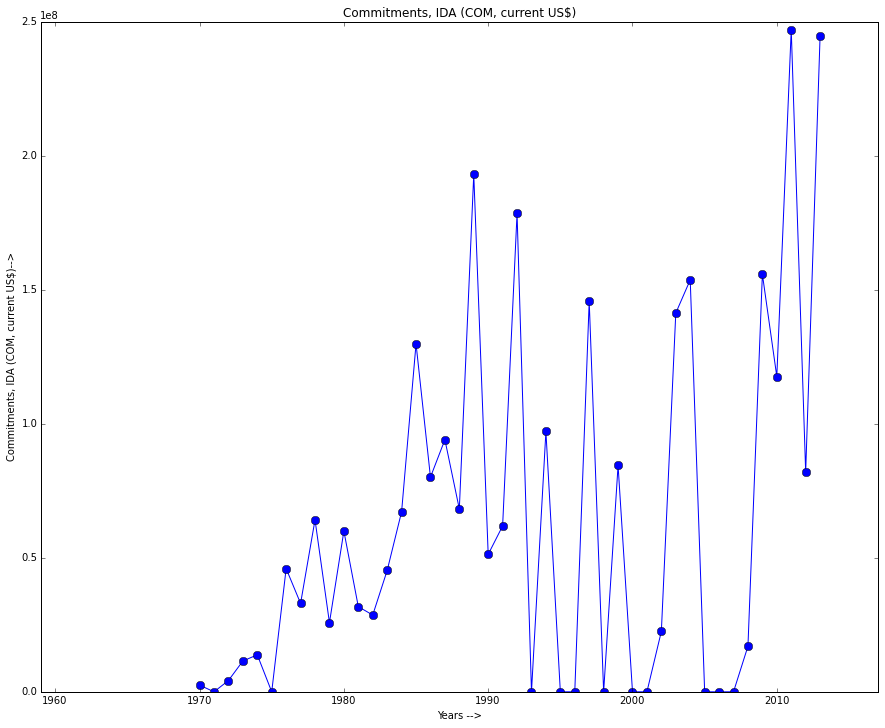 Commitments, IDA (COM, current US$)
1e8
2.5
2.0
1.5
1.0
0.5
0.0
Commitments, IDA (COM, current US$)-->
1960 1970 1980 1990 2000 2010
Years -->